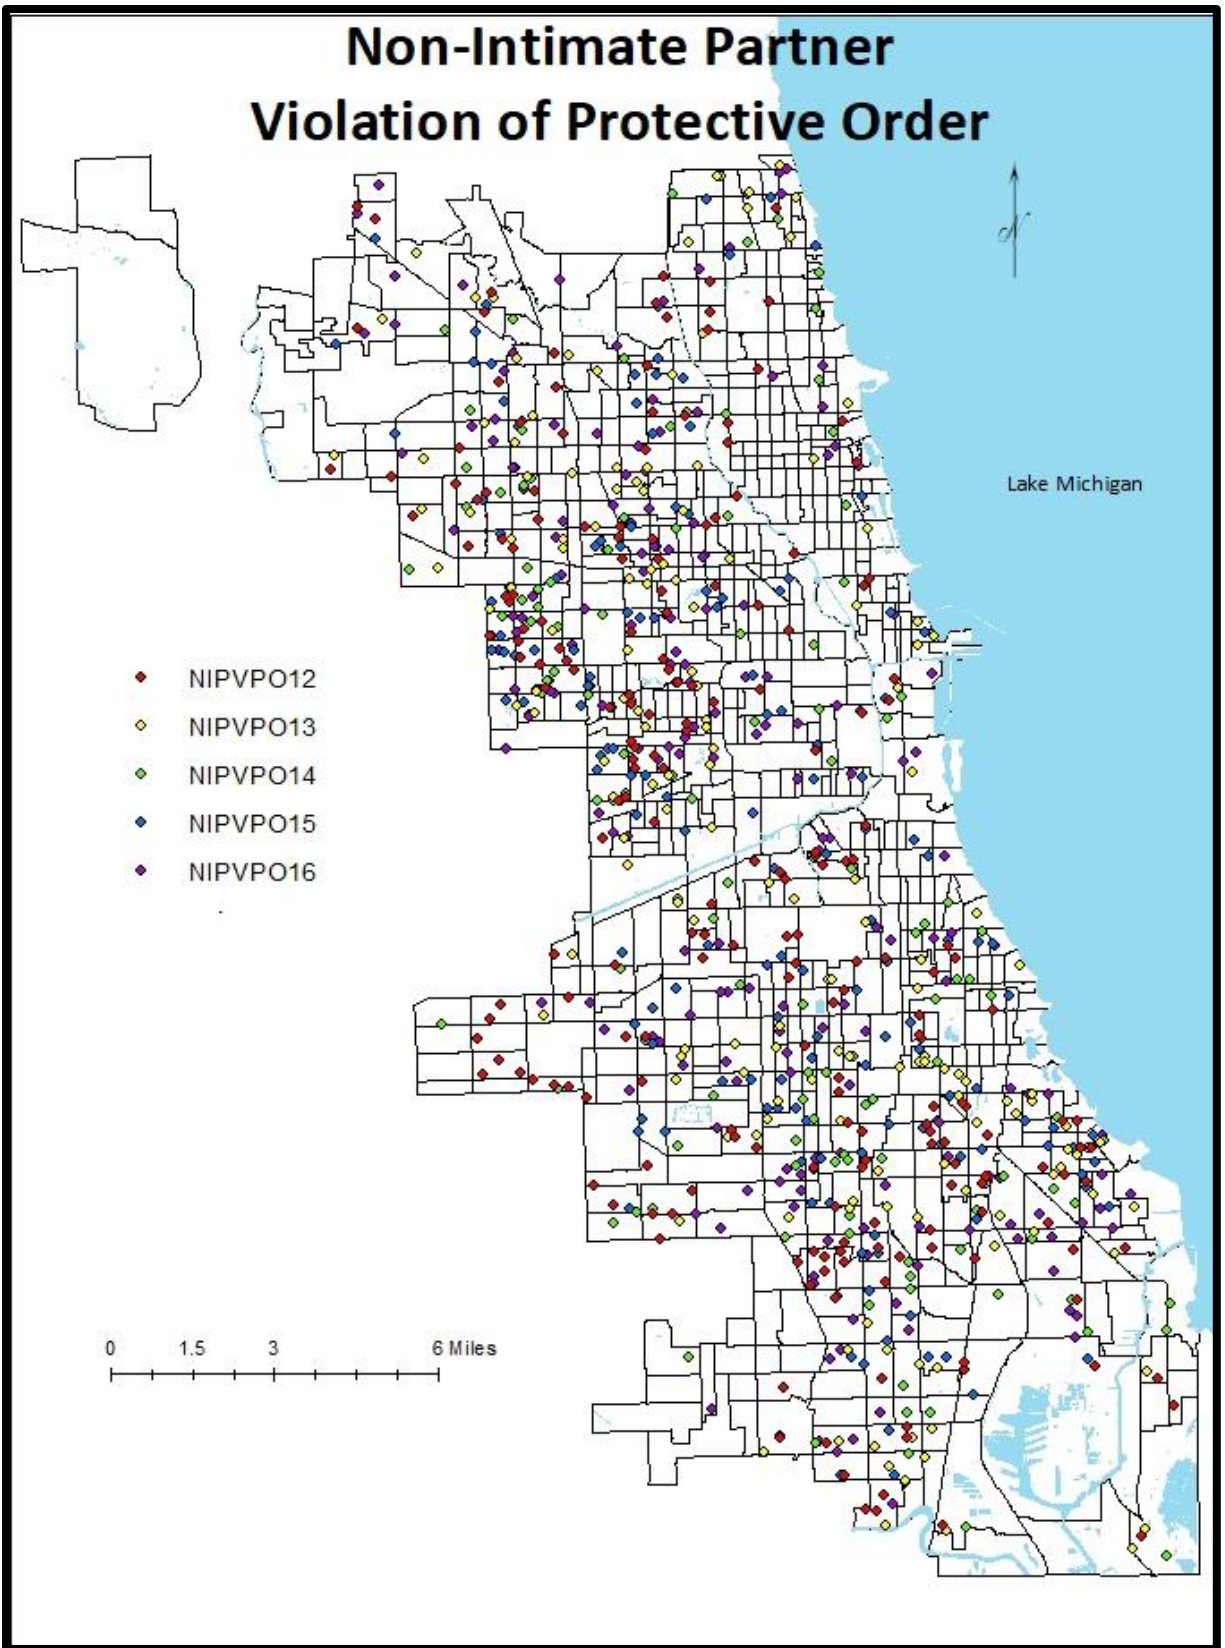 Non-Intimate Partner
Violation of Protective Order
N
Lake Michigan
NIPVPO12
NIPVPO13
NIPVPO14
NIPVPO15
NIPVPO16
0 1.5 3 6 Miles